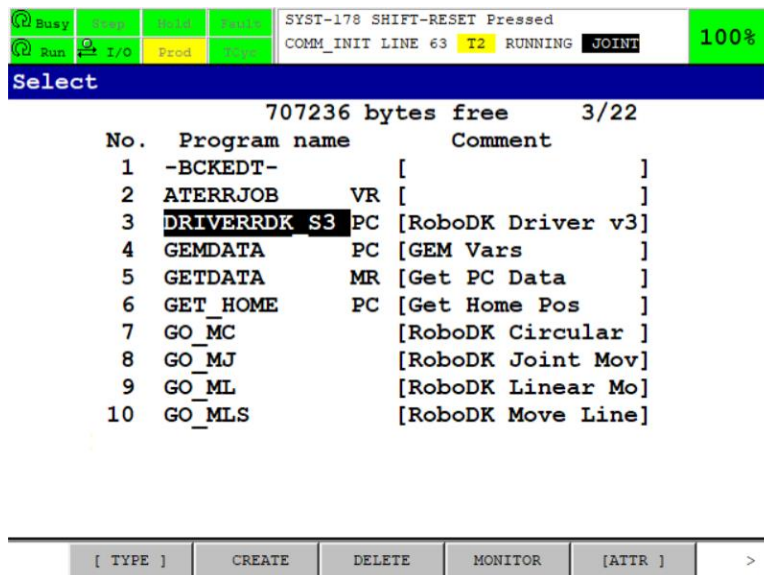 Busy Step Hold Fault SYST-178 SHIFT-RESET Pressed
Run I/O Prod TCyc COMM_INIT LINE 63 T2 RUNNING JOINT 100%
Select
707236 bytes free 3/22
No. Program name Comment
1 -BCKEDT- [ ]
2 ATERRJOB VR [ ]
3 DRIVERRDK_S3 PC [RoboDK Driver v3]
4 GEMDATA PC [GEM Vars ]
5 GETDATA MR [Get PC Data ]
6 GET_HOME PC [Get Home Pos ]
7 GO_MC [RoboDK Circular ]
8 GO_MJ [RoboDK Joint Mov]
9 GO_ML [RoboDK Linear Mo]
10 GO_MLS [RoboDK Move Line]
[ TYPE ] CREATE DELETE MONITOR [ATTR ] >